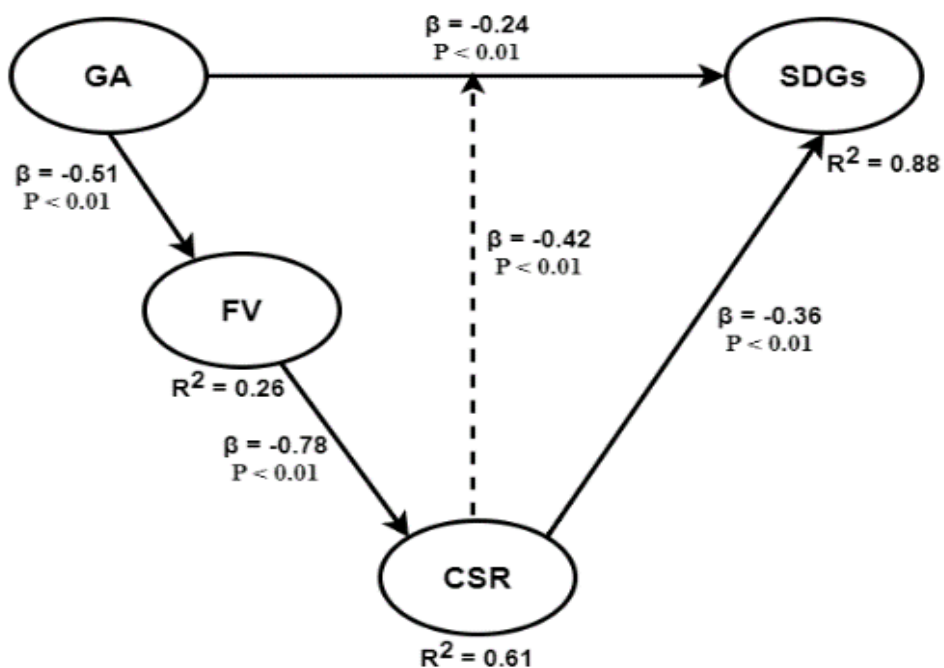 β = -0.24
P < 0.01
GA
SDGs
R² = 0.88
β = -0.51
P < 0.01
β = -0.42
P < 0.01
FV
β = -0.36
P < 0.01
R² = 0.26
β = -0.78
P < 0.01
CSR
R² = 0.61